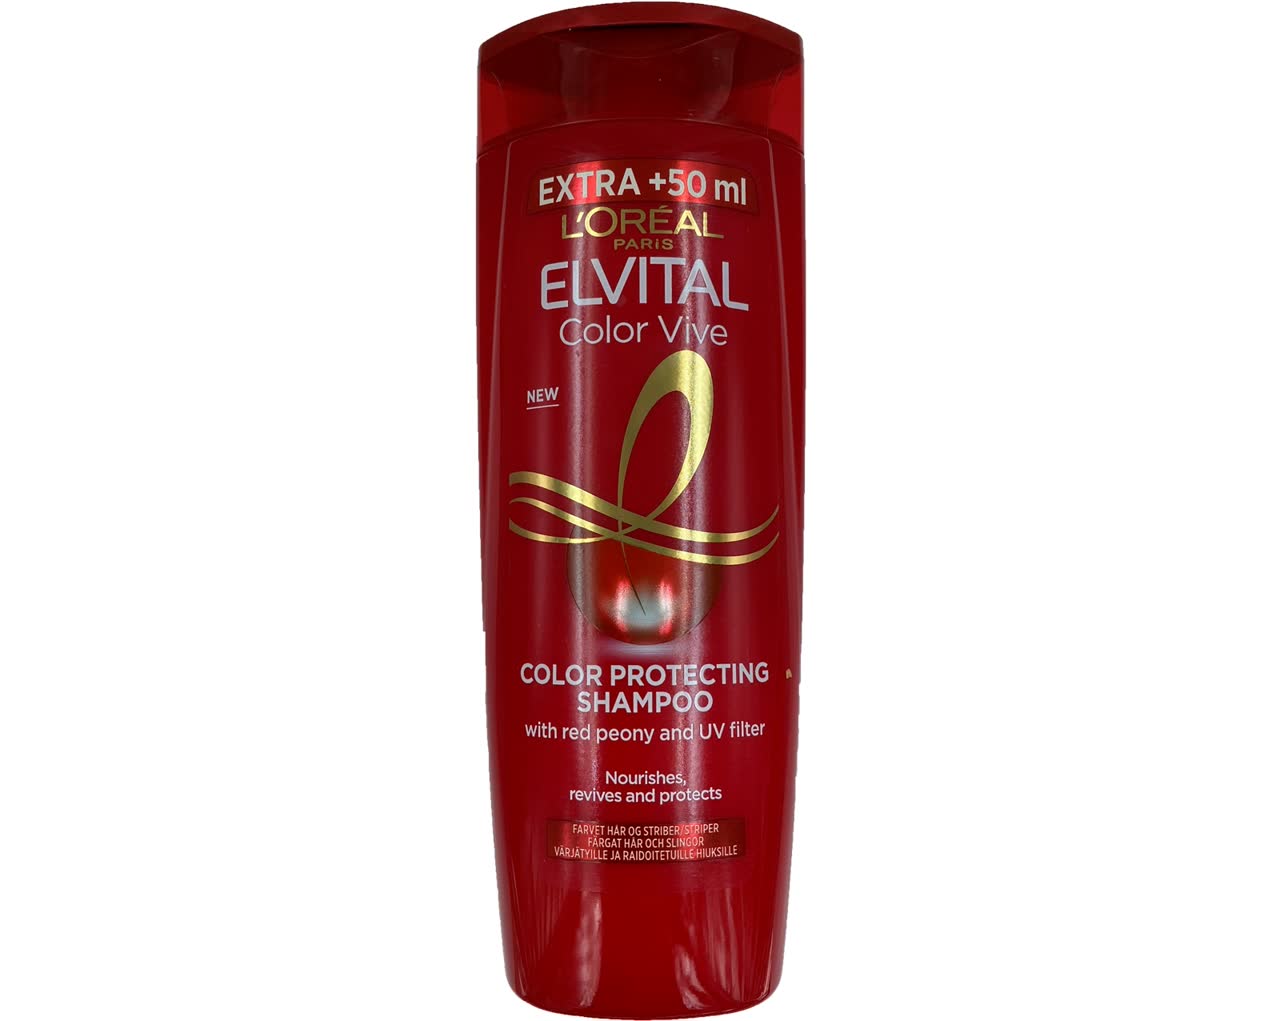 EXTRA +50 ml
L'ORÉAL
PARIS
ELVITAL
Color Vive
NEW
COLOR PROTECTING
SHAMPOO
with red peony and UV filter
Nourishes,
revives and protects
FARVET HÅR OG STRIBER/STRIPER
FÄRGAT HÅR OCH SLINGOR
VÄRJÄTYILLE JA RAIDOITETUILLE HIUKSILLE